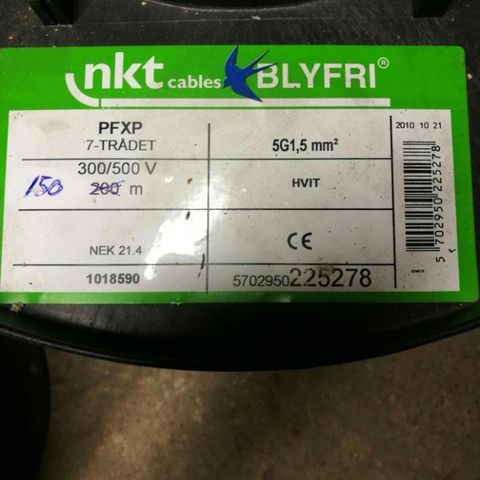 nkt cables BLYFRI®
PFXP
7-TRÅDET
5G1,5 mm²
2010 10 21
300/500 V
150 200 m
HVIT
NEK 21.4
CE
1018590
5702950225278
5 702950 225278